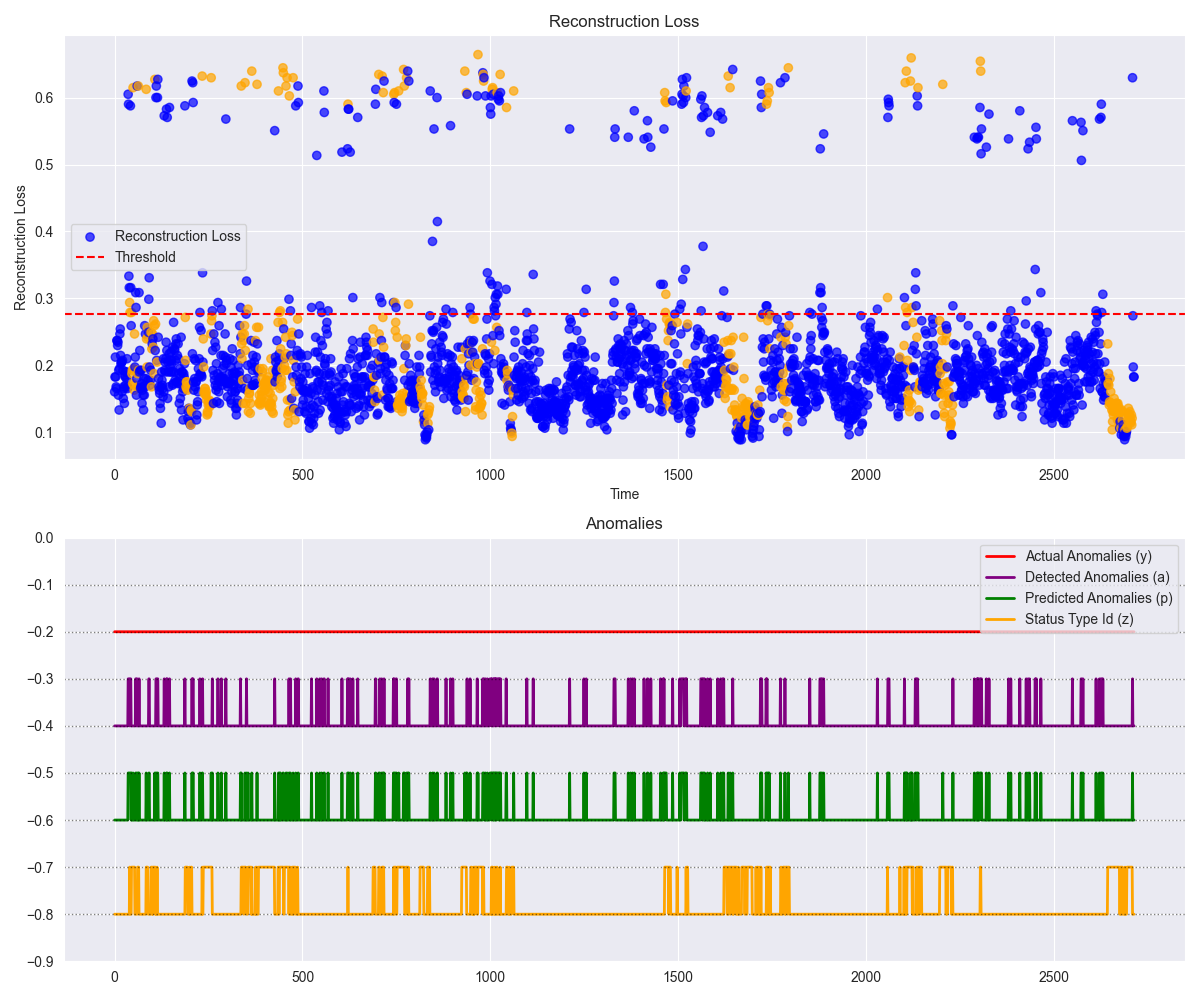 Reconstruction Loss
Reconstruction Loss
0.6
0.5
0.4
0.3
0.2
0.1
Reconstruction Loss
Threshold
0 500 1000 1500 2000 2500
Time
Anomalies
0.0
−0.1
−0.2
−0.3
−0.4
−0.5
−0.6
−0.7
−0.8
−0.9
Actual Anomalies (y)
Detected Anomalies (a)
Predicted Anomalies (p)
Status Type Id (z)
0 500 1000 1500 2000 2500